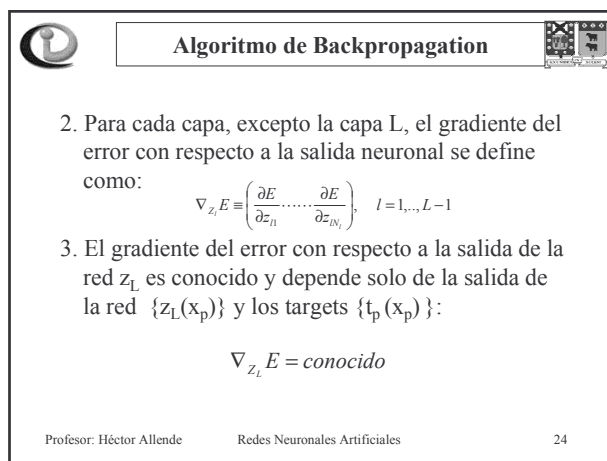 Algoritmo de Backpropagation
2. Para cada capa, excepto la capa L, el gradiente del
error con respecto a la salida neuronal se define
como:
∇_{Z_l} E ≡ (∂E/∂z_{l1} ...... ∂E/∂z_{lN_l}), l = 1,.., L − 1
3. El gradiente del error con respecto a la salida de la
red z_L es conocido y depende solo de la salida de
la red {z_L(x_p)} y los targets {t_p (x_p) }:
∇_{Z_L} E = conocido
Profesor: Héctor Allende Redes Neuronales Artificiales 24